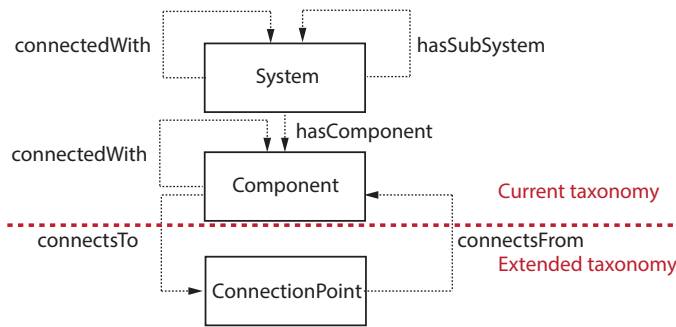 connectedWith
hasSubSystem
System
hasComponent
connectedWith
Component
Current taxonomy
connectsTo
connectsFrom
Extended taxonomy
ConnectionPoint